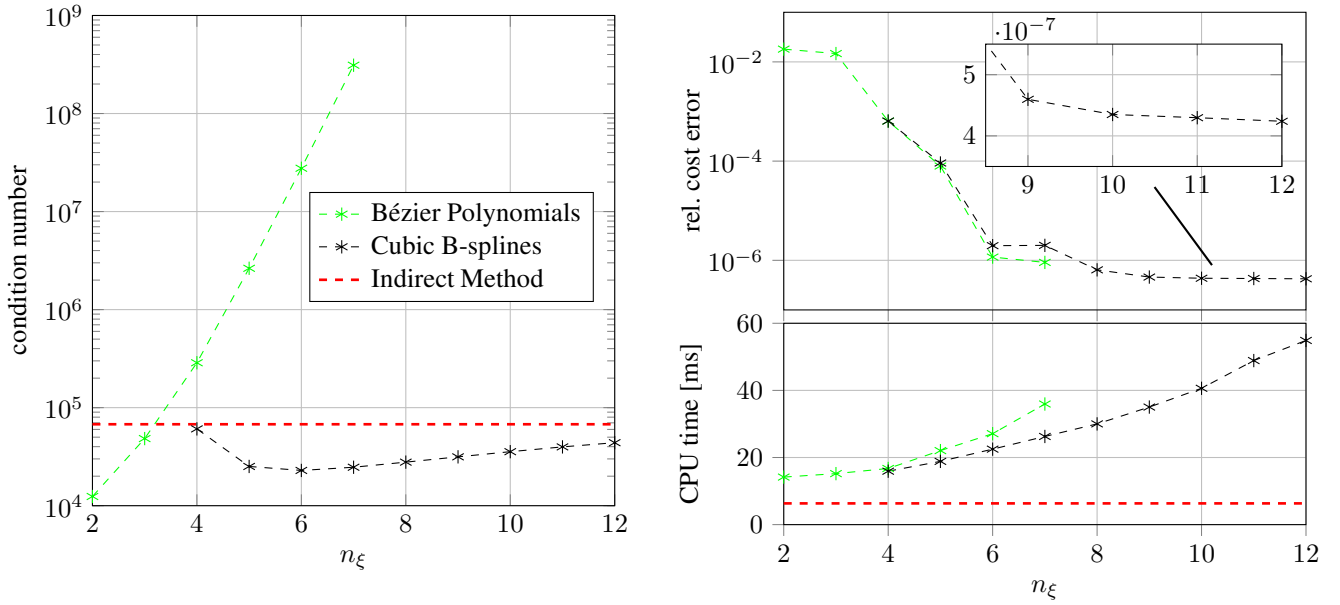 10^9
10^8
10^7
10^6
10^5
10^4
condition number
2 4 6 8 10 12
n_ξ
Bézier Polynomials
Cubic B-splines
Indirect Method
10^−2
10^−4
10^−6
rel. cost error
·10^−7
5
4
9 10 11 12
60
40
20
0
CPU time [ms]
2 4 6 8 10 12
n_ξ